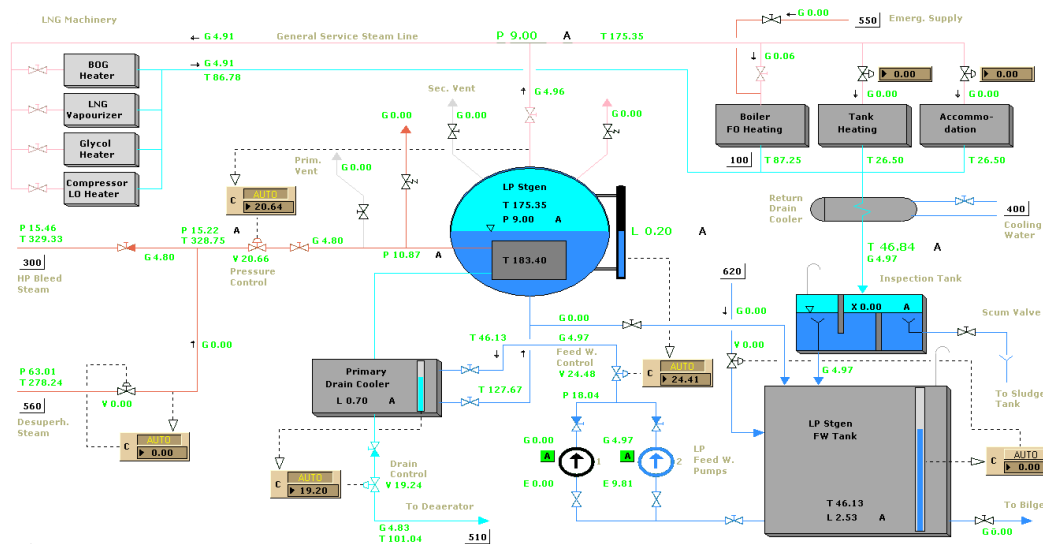 LNG Machinery
G 4.91
General Service Steam Line
P 9.00 A
T 175.35
G 0.00
550
Emerg. Supply
G 4.91
T 86.78
G 0.06
0.00
0.00
BOG
Heater
LNG
Vapourizer
Glycol
Heater
Compressor
LO Heater
Sec. Vent
G 0.00
G 4.96
G 0.00
G 0.00
G 0.00
G 0.00
Boiler
FO Heating
Tank
Heating
Accommo-
dation
100
T 87.25
T 26.50
T 26.50
Prim.
Vent
G 0.00
C
AUTO
20.64
LP Stgen
T 175.35
P 9.00 A
L 0.20 A
T 183.40
Return
Drain
Cooler
400
Cooling
Water
P 15.46
T 329.33
300
HP Bleed
Steam
G 4.80
P 15.22
T 328.75
A
V 20.66
Pressure
Control
G 4.80
P 10.87 A
T 46.84 A
G 4.97
Inspection Tank
X 0.00 A
Scum Valve
620
G 0.00
V 0.00
G 4.97
To Sludge
Tank
G 0.00
T 46.13
G 4.97
Feed W.
Control
V 24.48
T 127.67
C
AUTO
24.41
P 18.04
G 0.00
P 63.01
T 278.24
560
Desuperh.
Steam
V 0.00
C
AUTO
0.00
Primary
Drain Cooler
L 0.70 A
C
AUTO
19.20
Drain
Control
V 19.24
To Deaerator
G 4.83
T 101.04
510
G 0.00
A
1
E 0.00
G 4.97
A
2
E 9.81
LP
Feed W.
Pumps
LP Stgen
FW Tank
T 46.13
L 2.53 A
C
AUTO
0.00
To Bilge
G 0.00